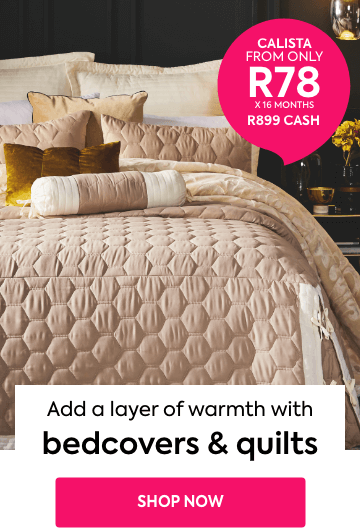 CALISTA
FROM ONLY
R78
X 16 MONTHS
R899 CASH
Add a layer of warmth with
bedcovers & quilts
SHOP NOW